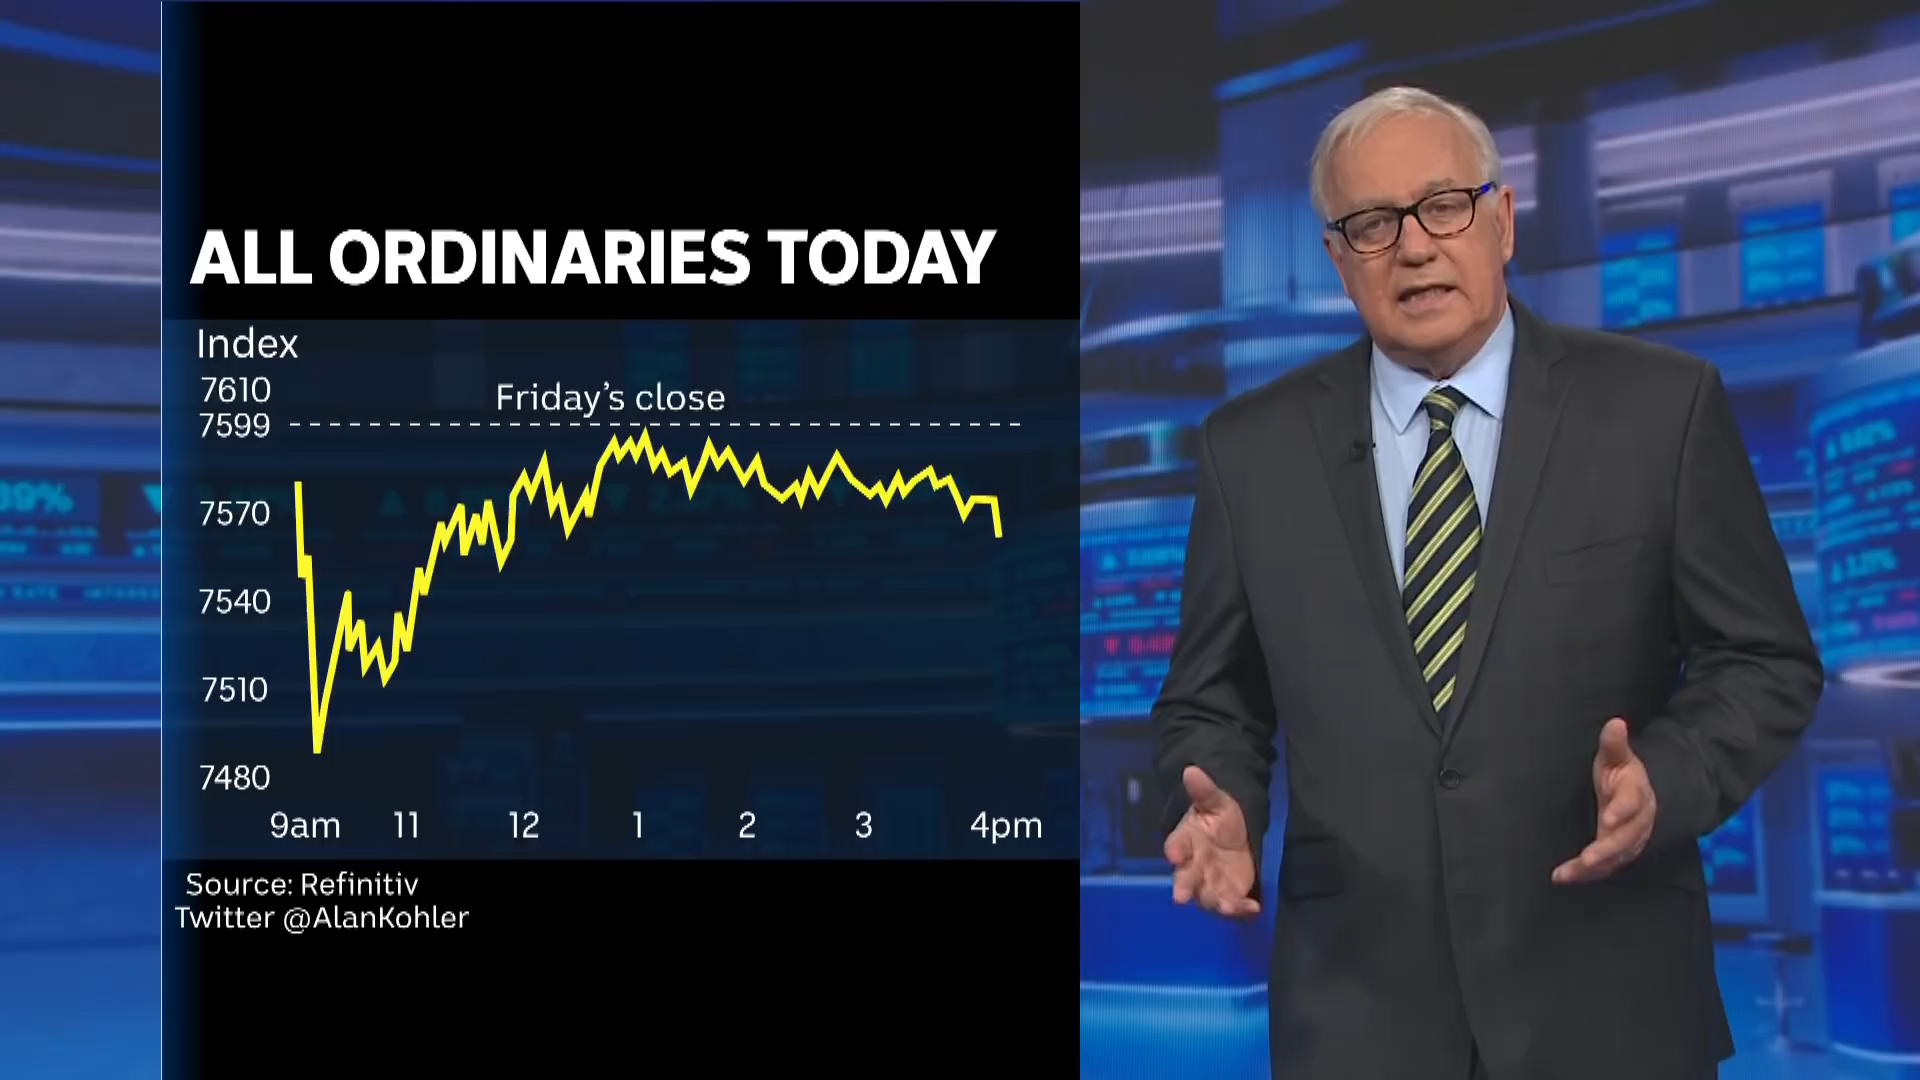 ALL ORDINARIES TODAY
Index
7610
Friday's close
7599
7570
7540
7510
7480
9am 11 12 1 2 3 4pm
Source: Refinitiv
Twitter @AlanKohler
39%